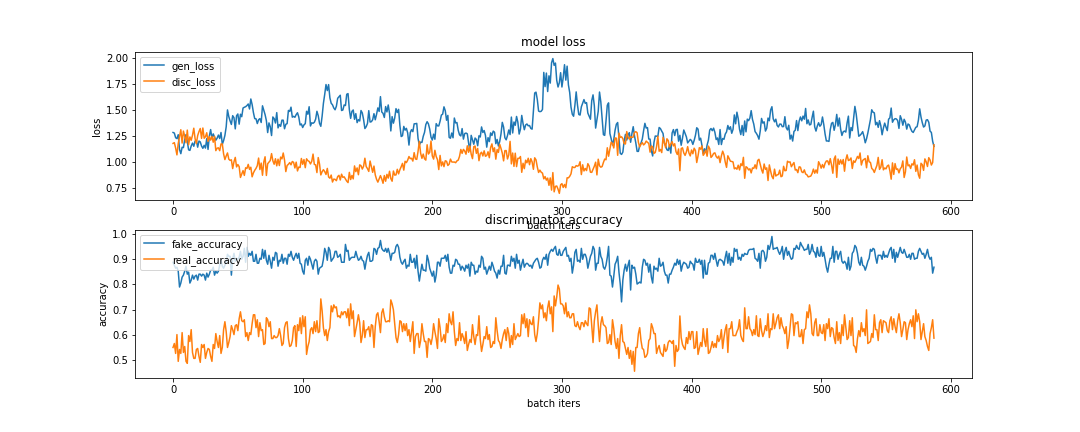 model loss
2.00
1.75
1.50
1.25
1.00
0.75
loss
gen_loss
disc_loss
0 100 200 300 400 500 600
batch iters
discriminator accuracy
1.0
0.9
0.8
0.7
0.6
0.5
accuracy
fake_accuracy
real_accuracy
0 100 200 300 400 500 600
batch iters